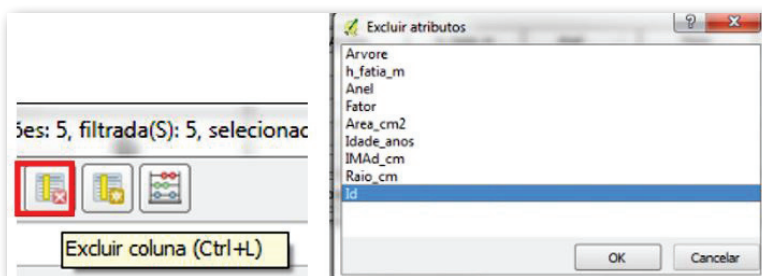 ões: 5, filtrada(S): 5, selecionac
Excluir coluna (Ctrl+L)
Excluir atributos
Arvore
h_fatia_m
Anel
Fator
Area_cm2
Idade_anos
IMAd_cm
Raio_cm
Id
OK
Cancelar